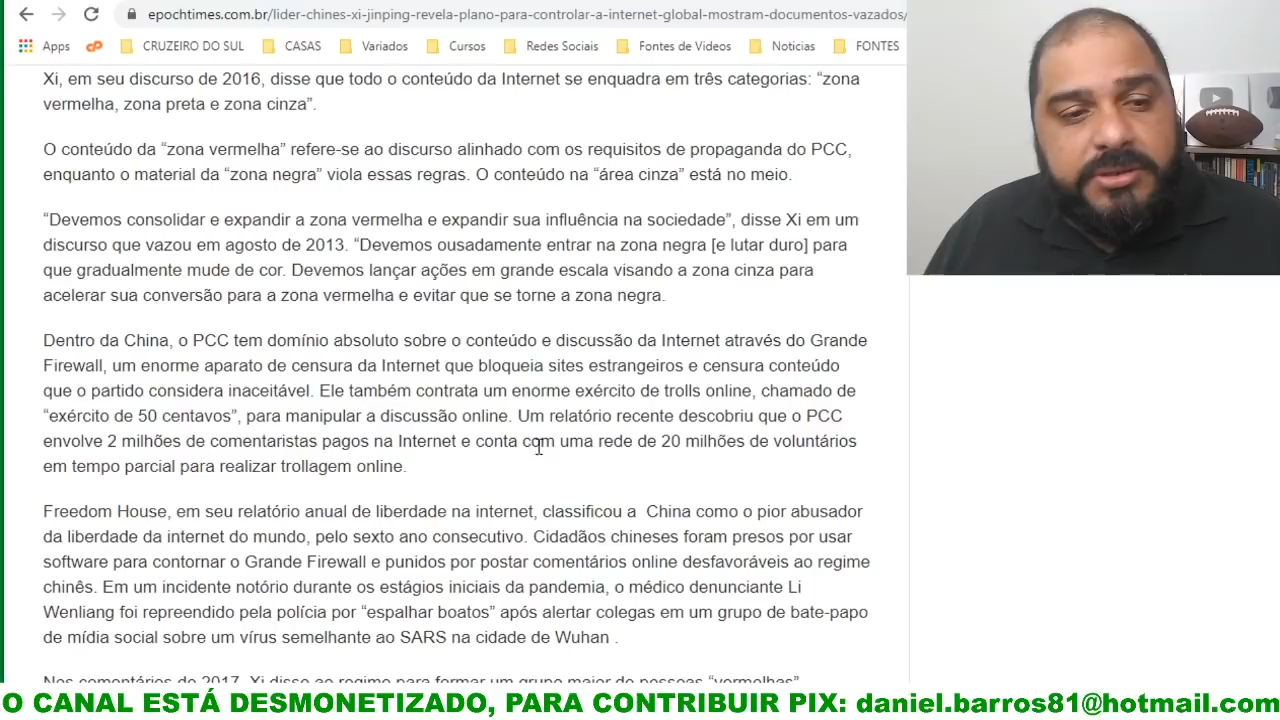 epochtimes.com.br/lider-chines-xi-jinping-revela-plano-para-controlar-a-internet-global-mostram-documentos-vazados/
Apps CRUZEIRO DO SUL CASAS Variados Cursos Redes Sociais Fontes de Videos Noticias FONTES
Xi, em seu discurso de 2016, disse que todo o conteúdo da Internet se enquadra em três categorias: “zona
vermelha, zona preta e zona cinza”.
O conteúdo da “zona vermelha” refere-se ao discurso alinhado com os requisitos de propaganda do PCC,
enquanto o material da “zona negra” viola essas regras. O conteúdo na “área cinza” está no meio.
“Devemos consolidar e expandir a zona vermelha e expandir sua influência na sociedade”, disse Xi em um
discurso que vazou em agosto de 2013. “Devemos ousadamente entrar na zona negra [e lutar duro] para
que gradualmente mude de cor. Devemos lançar ações em grande escala visando a zona cinza para
acelerar sua conversão para a zona vermelha e evitar que se torne a zona negra.
Dentro da China, o PCC tem domínio absoluto sobre o conteúdo e discussão da Internet através do Grande
Firewall, um enorme aparato de censura da Internet que bloqueia sites estrangeiros e censura conteúdo
que o partido considera inaceitável. Ele também contrata um enorme exército de trolls online, chamado de
“exército de 50 centavos”, para manipular a discussão online. Um relatório recente descobriu que o PCC
envolve 2 milhões de comentaristas pagos na Internet e conta com uma rede de 20 milhões de voluntários
em tempo parcial para realizar trollagem online.
Freedom House, em seu relatório anual de liberdade na internet, classificou a China como o pior abusador
da liberdade da internet do mundo, pelo sexto ano consecutivo. Cidadãos chineses foram presos por usar
software para contornar o Grande Firewall e punidos por postar comentários online desfavoráveis ao regime
chinês. Em um incidente notório durante os estágios iniciais da pandemia, o médico denunciante Li
Wenliang foi repreendido pela polícia por “espalhar boatos” após alertar colegas em um grupo de bate-papo
de mídia social sobre um vírus semelhante ao SARS na cidade de Wuhan .
Nos comentários de 2017, Xi disse ao regime para formar um grupo maior de pessoas “vermelhas”
O CANAL ESTÁ DESMONETIZADO, PARA CONTRIBUIR PIX: daniel.barros81@hotmail.com